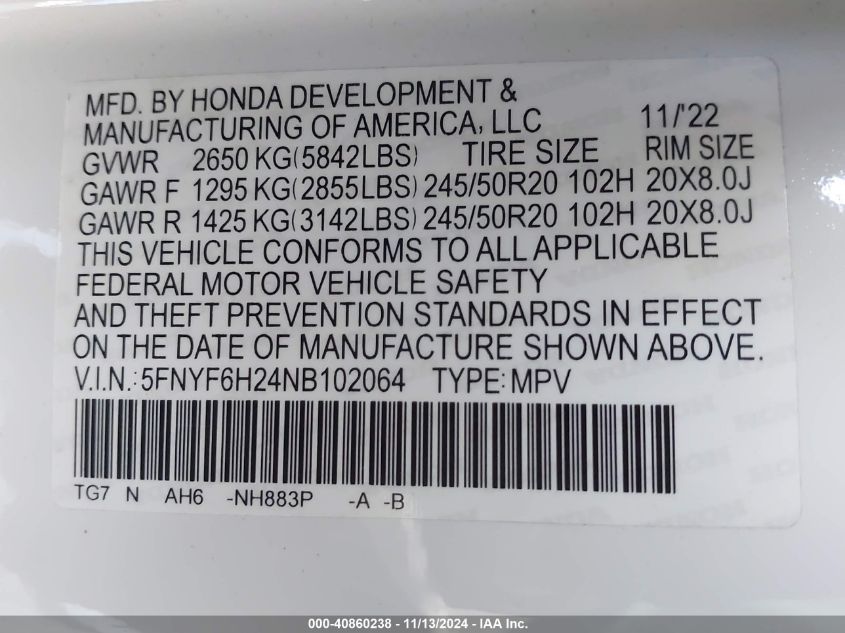 MFD. BY HONDA DEVELOPMENT &
MANUFACTURING OF AMERICA, LLC 11/'22
GVWR 2650 KG(5842LBS) TIRE SIZE RIM SIZE
GAWR F 1295 KG(2855LBS) 245/50R20 102H 20X8.0J
GAWR R 1425 KG(3142LBS) 245/50R20 102H 20X8.0J
THIS VEHICLE CONFORMS TO ALL APPLICABLE
FEDERAL MOTOR VEHICLE SAFETY
AND THEFT PREVENTION STANDARDS IN EFFECT
ON THE DATE OF MANUFACTURE SHOWN ABOVE.
V.I.N.: 5FNYF6H24NB102064 TYPE: MPV
TG7 N AH6 -NH883P -A -B
000-40860238 - 11/13/2024 - IAA Inc.